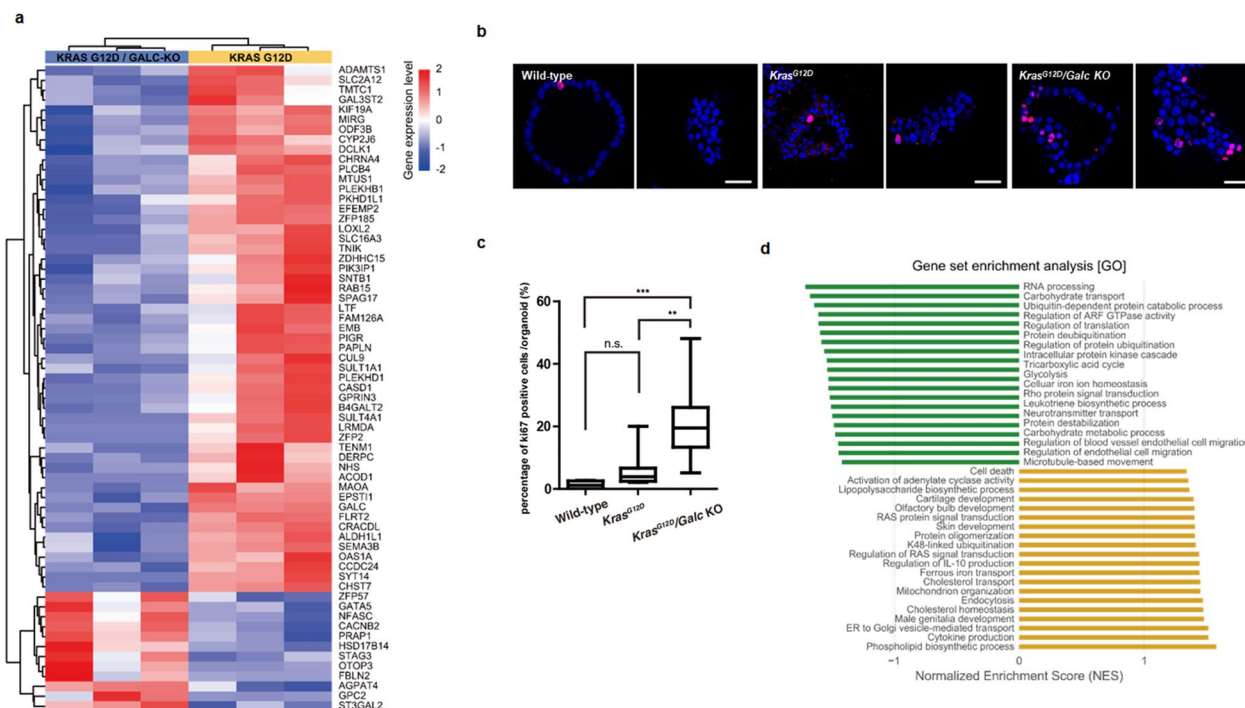 a
KRAS G12D / GALC-KO
KRAS G12D
ADAMTS1
SLC2A12
TMTC1
GAL3ST2
KIF19A
MIRG
ODF3B
CYP2J6
DCLK1
CHRNA4
PLCB4
MTUS1
PLEKHB1
PKHD1L1
EFEMP2
ZFP185
LOXL2
SLC16A3
TNIK
ZDHHC15
PIK3IP1
SNTB1
RAB15
SPAG17
LTF
FAM126A
EMB
PIGR
PAPLN
CUL9
SULT1A1
PLEKHD1
CASD1
GPRIN3
B4GALT2
SULT4A1
LRMDA
ZFP2
TENM1
DERPC
NHS
ACOD1
MAOA
EPSTI1
GALC
FLRT2
CRACDL
ALDH1L1
SEMA3B
OAS1A
CCDC24
SYT14
CHST7
ZFP57
GATA5
NFASC
CACNB2
PRAP1
HSD17B14
STAG3
OTOP3
FBLN2
AGPAT4
GPC2
ST3GAL2
Gene expression level
2
1
0
-1
-2
b
Wild-type
Kras^G12D
Kras^G12D/Galc KO
c
percentage of ki67 positive cells /organoid (%)
60
40
20
0
***
**
n.s.
Wild-type
Kras^G12D
Kras^G12D/Galc KO
d
Gene set enrichment analysis [GO]
RNA processing
Carbohydrate transport
Ubiquitin-dependent protein catabolic process
Regulation of ARF GTPase activity
Regulation of translation
Protein deubiquitination
Regulation of protein ubiquitination
Intracellular protein kinase cascade
Tricarboxylic acid cycle
Glycolysis
Celluar iron ion homeostasis
Rho protein signal transduction
Leukotriene biosynthetic process
Neurotransmitter transport
Protein destabilization
Carbohydrate metabolic process
Regulation of blood vessel endothelial cell migration
Regulation of endothelial cell migration
Microtubule-based movement
Cell death
Activation of adenylate cyclase activity
Lipopolysaccharide biosynthetic process
Cartilage development
Olfactory bulb development
RAS protein signal transduction
Skin development
Protein oligomerization
K48-linked ubiquitination
Regulation of RAS signal transduction
Regulation of IL-10 production
Ferrous iron transport
Cholesterol transport
Mitochondrion organization
Endocytosis
Cholesterol homeostasis
Male genitalia development
ER to Golgi vesicle-mediated transport
Cytokine production
Phospholipid biosynthetic process
−1
0
1
Normalized Enrichment Score (NES)